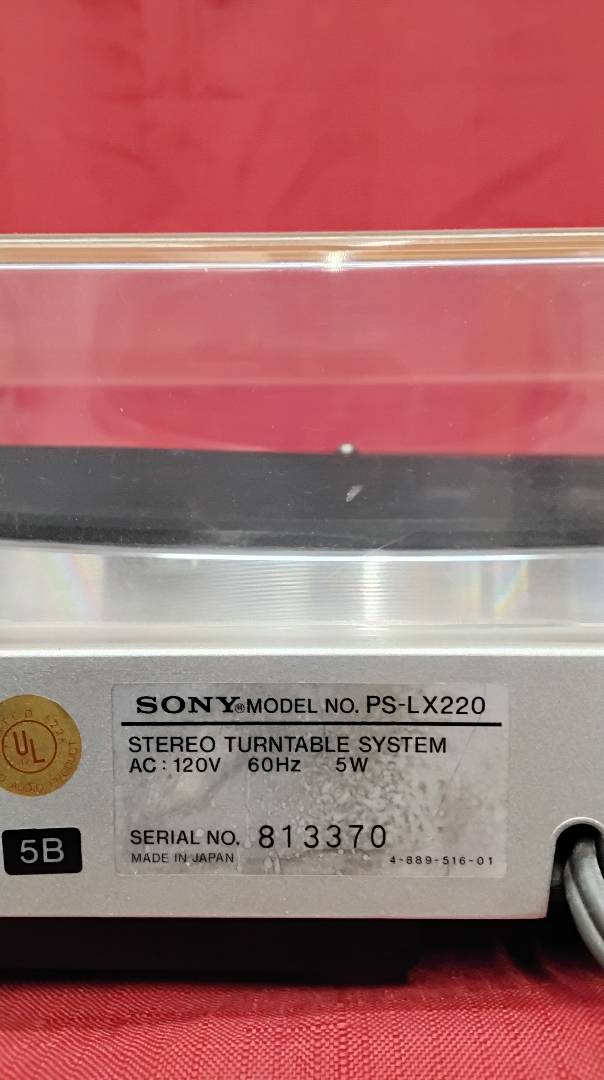 SONY® MODEL NO. PS-LX220
STEREO TURNTABLE SYSTEM
AC : 120V 60Hz 5W
SERIAL NO. 813370
MADE IN JAPAN 4-889-516-01
UL
5B